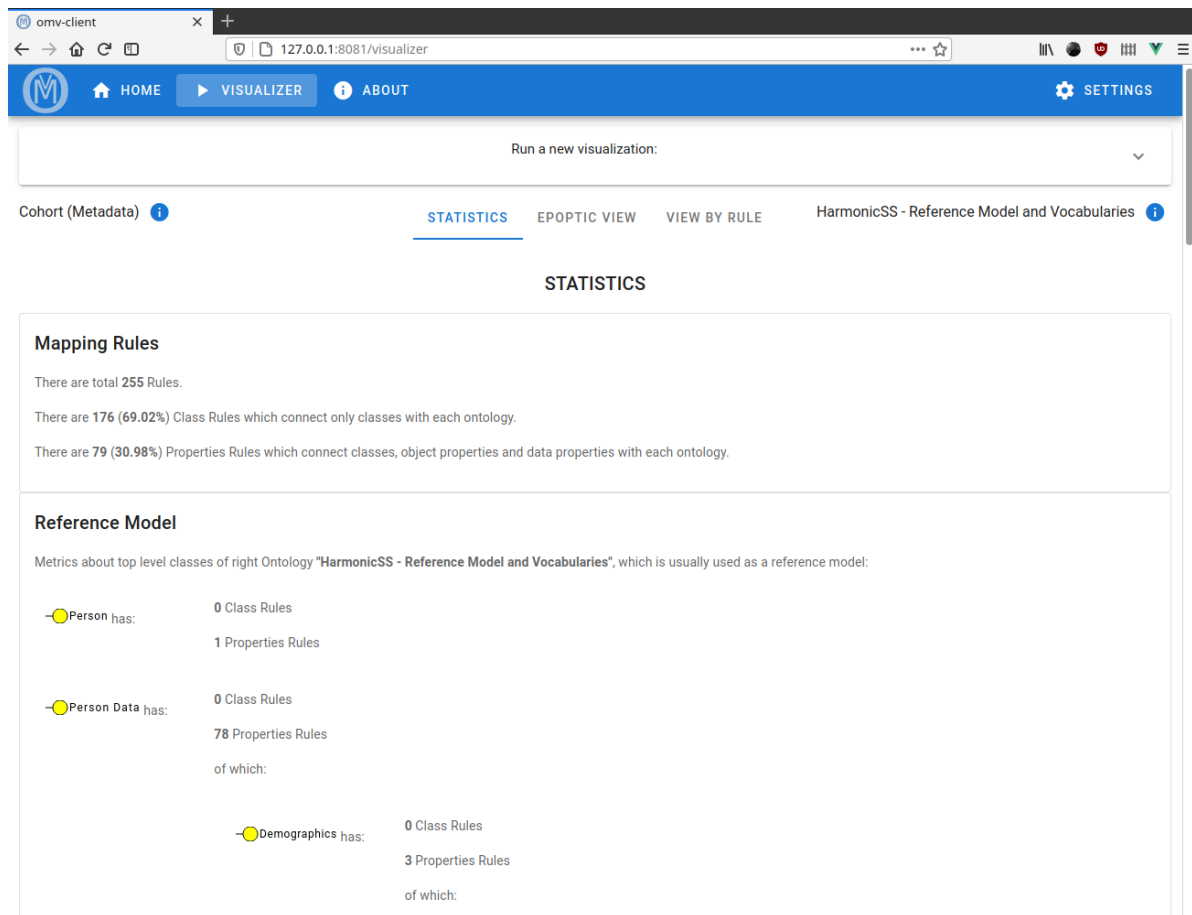 omv-client
127.0.0.1:8081/visualizer
HOME
VISUALIZER
ABOUT
SETTINGS
Run a new visualization:
Cohort (Metadata)
STATISTICS
EPOPTIC VIEW
VIEW BY RULE
HarmonicSS - Reference Model and Vocabularies
STATISTICS
Mapping Rules
There are total 255 Rules.
There are 176 (69.02%) Class Rules which connect only classes with each ontology.
There are 79 (30.98%) Properties Rules which connect classes, object properties and data properties with each ontology.
Reference Model
Metrics about top level classes of right Ontology "HarmonicSS - Reference Model and Vocabularies", which is usually used as a reference model:
Person has:
0 Class Rules
1 Properties Rules
Person Data has:
0 Class Rules
78 Properties Rules
of which:
Demographics has:
0 Class Rules
3 Properties Rules
of which: